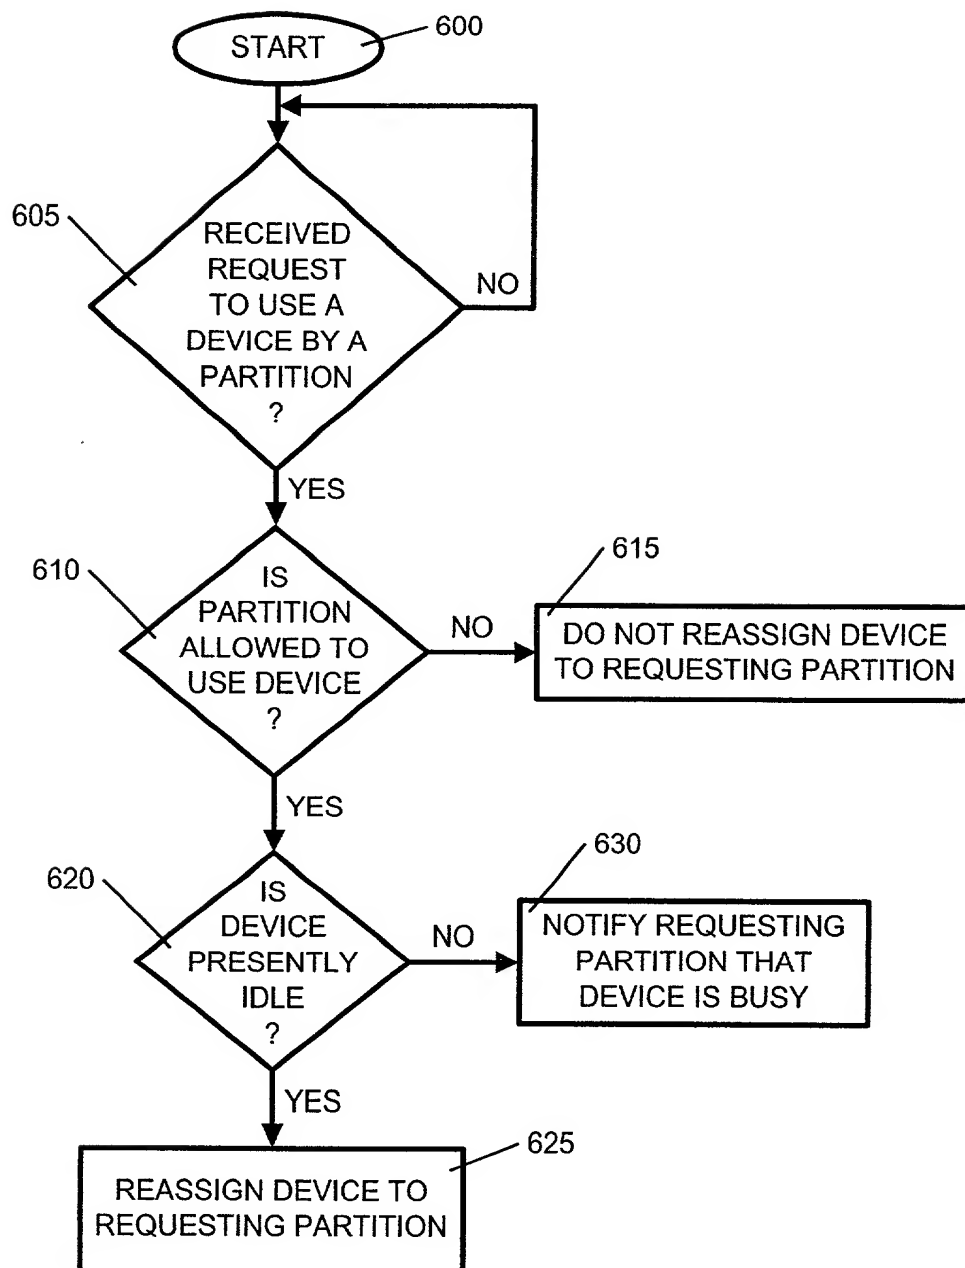 START
600
605
RECEIVED
REQUEST
TO USE A
DEVICE BY A
PARTITION
?
NO
YES
610
IS
PARTITION
ALLOWED TO
USE DEVICE
?
NO
615
DO NOT REASSIGN DEVICE
TO REQUESTING PARTITION
YES
620
IS
DEVICE
PRESENTLY
IDLE
?
NO
630
NOTIFY REQUESTING
PARTITION THAT
DEVICE IS BUSY
YES
625
REASSIGN DEVICE TO
REQUESTING PARTITION